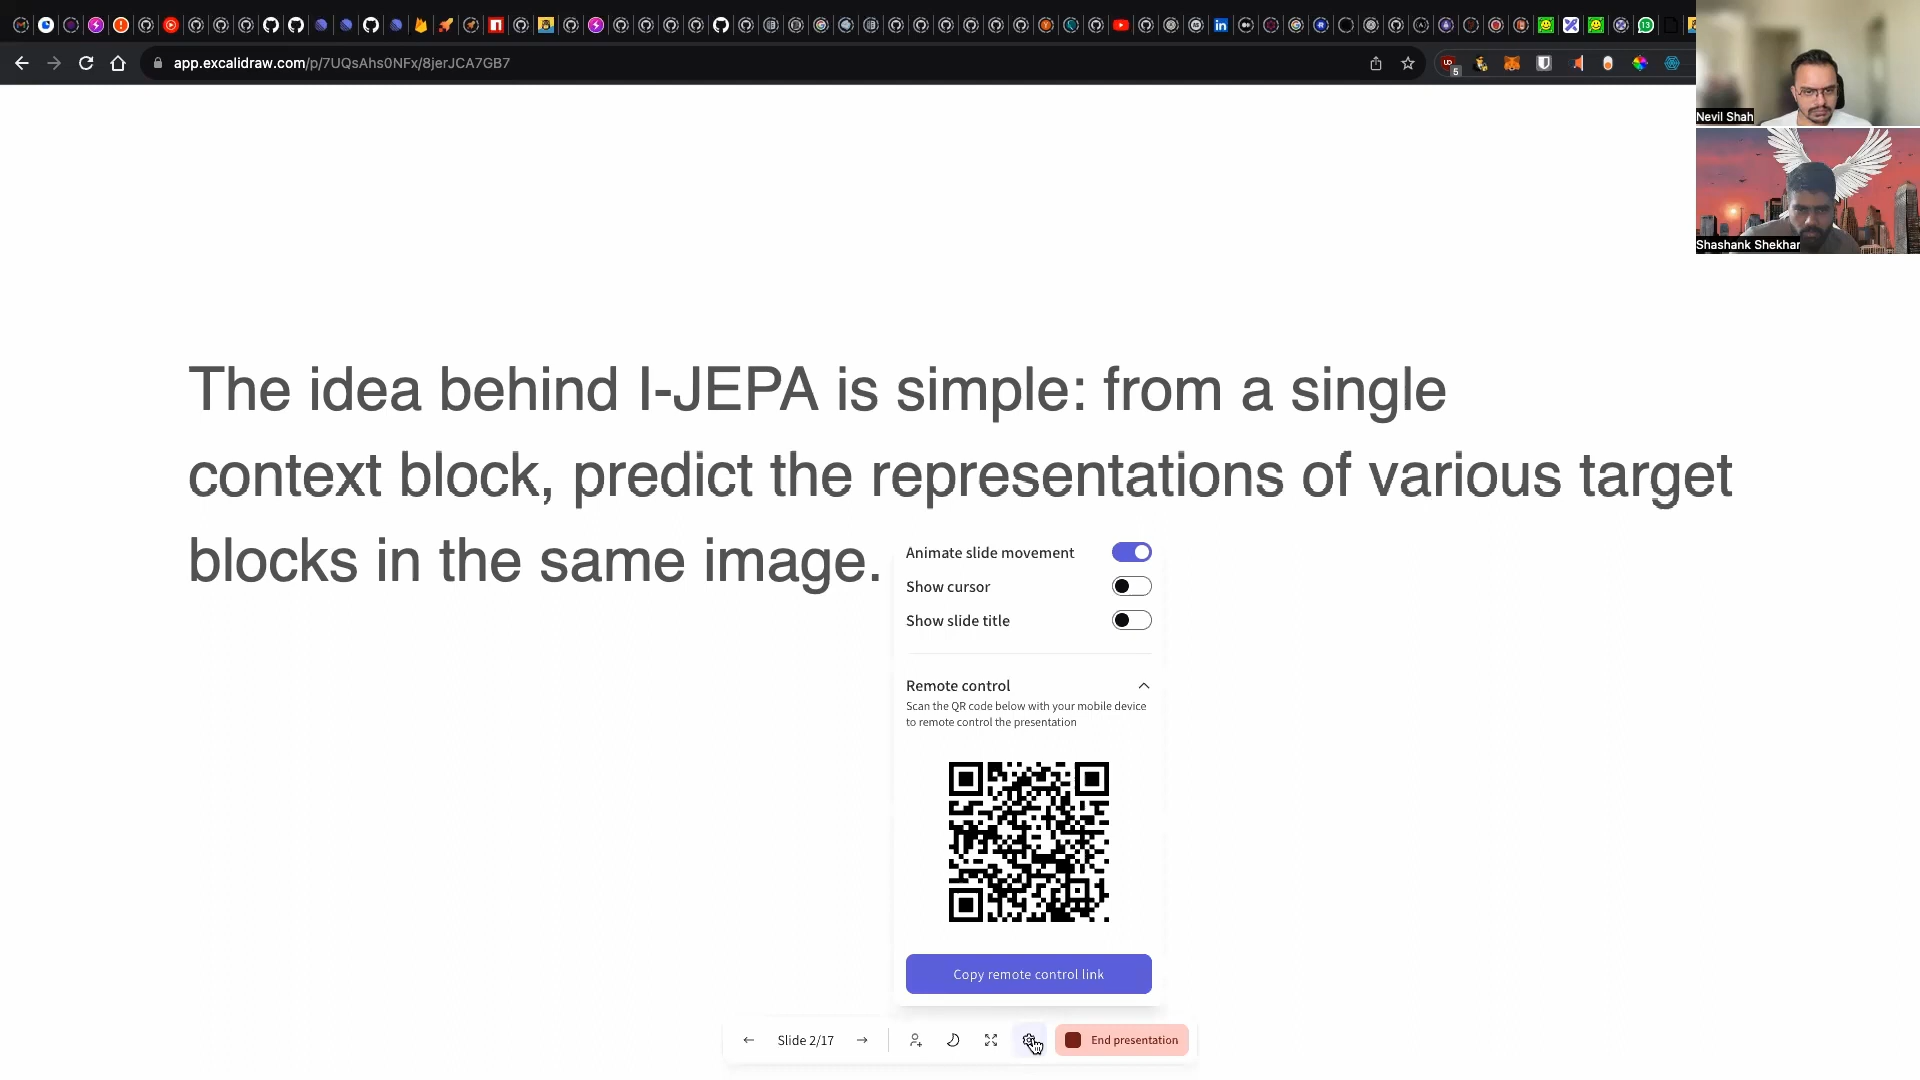 app.excalidraw.com/p/7UQsAhs0NFx/8jerJCA7GB7
5
13
Nevil Shah
Shashank Shekhar
The idea behind I-JEPA is simple: from a single
context block, predict the representations of various target
blocks in the same image.
Animate slide movement
Show cursor
Show slide title
Remote control
Scan the QR code below with your mobile device
to remote control the presentation
Copy remote control link
Slide 2/17
End presentation